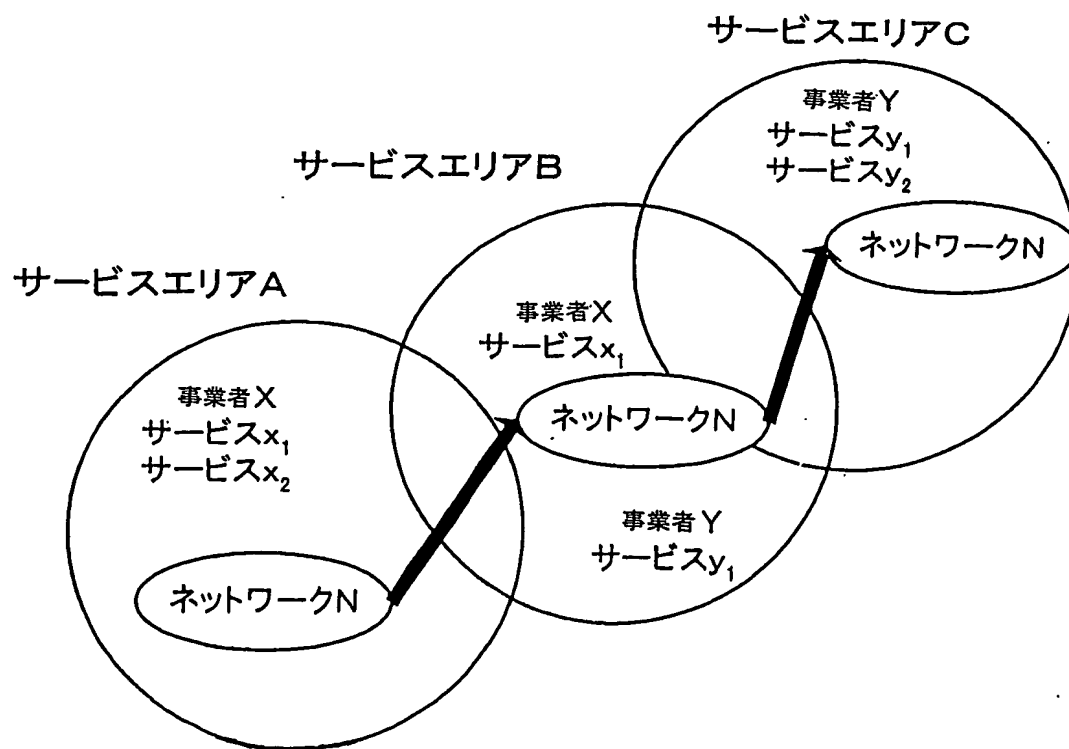 サービスエリアC
事業者Y
サービスy₁
サービスy₂
ネットワークN
サービスエリアB
事業者X
サービスx₁
ネットワークN
事業者Y
サービスy₁
サービスエリアA
事業者X
サービスx₁
サービスx₂
ネットワークN